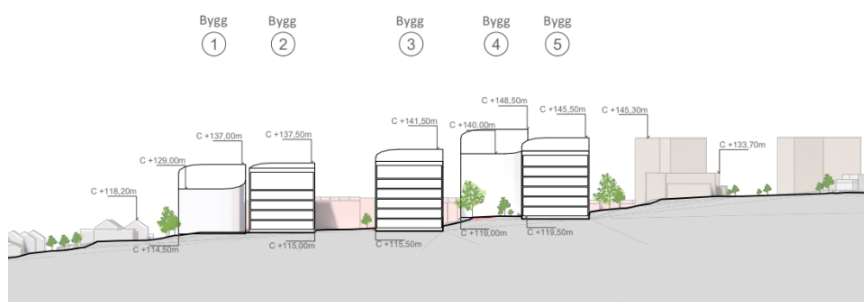 Bygg
1
Bygg
2
Bygg
3
Bygg
4
Bygg
5
C +148,50m
C +145,50m
C +145,30m
C +141,50m
C +140,00m
C +137,00m
C +137,50m
C +133,70m
C +129,00m
C +118,20m
C +114,50m
C +115,00m
C +115,50m
C +119,00m
C +119,50m